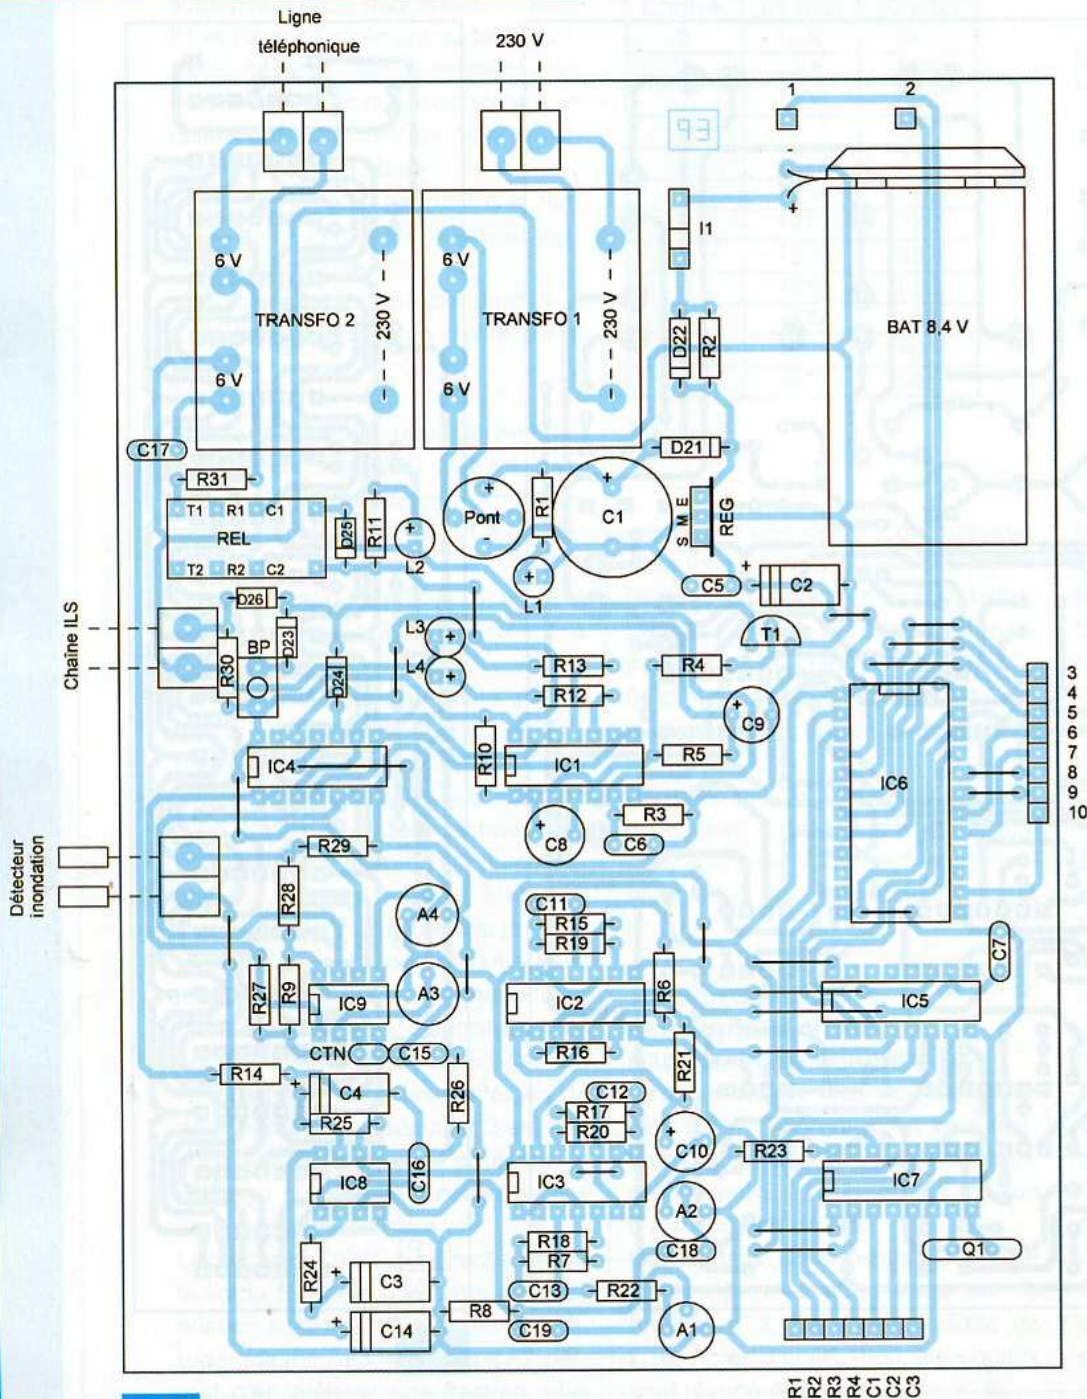 Ligne
téléphonique
230 V
1
2
-
+
I1
6 V
230 V
TRANSFO 2
6 V
6 V
230 V
TRANSFO 1
6 V
D22
R2
BAT 8,4 V
C17
D21
R31
T1 R1 C1
REL
T2 R2 C2
D25
R11
+
L2
+
Pont
-
R1
+
C1
S M E
REG
+
L1
C5
+
C2
D26
Chaîne ILS
R30
BP
D23
D24
L3
+
L4
+
R13
R12
R4
T1
+
C9
3
4
5
6
7
8
9
10
IC4
R10
IC1
R5
IC6
+
C8
R3
C6
Détecteur
inondation
R29
R28
A4
C11
R15
R19
C7
R27
R9
IC9
A3
IC2
R6
IC5
CTN
C15
R16
R21
R14
+
C4
R25
R26
C12
R17
R20
+
C10
R23
IC8
C16
IC3
IC7
A2
R18
R7
C18
Q1
R24
+
C3
C13
R22
R8
+
C14
C19
A1
R1
R2
R3
R4
C1
C2
C3